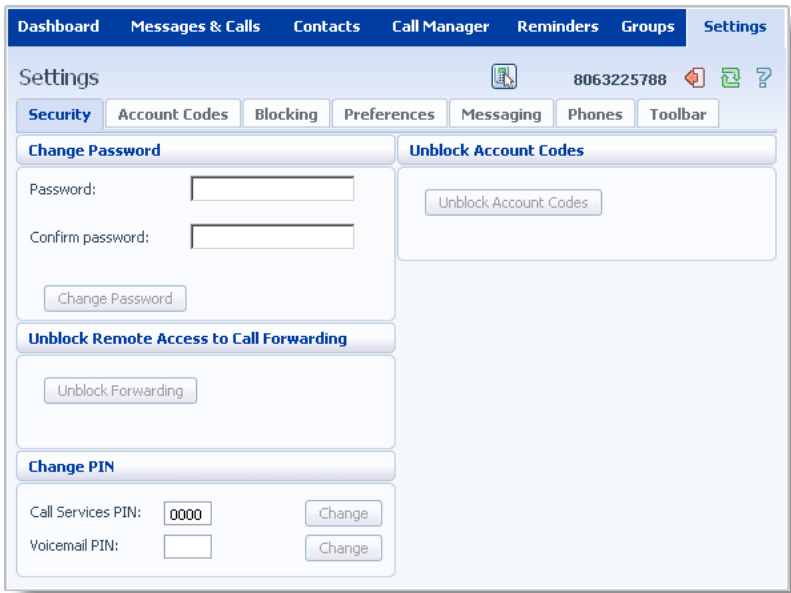 Dashboard Messages & Calls Contacts Call Manager Reminders Groups Settings
Settings 8063225788
Security Account Codes Blocking Preferences Messaging Phones Toolbar
Change Password
Password:
Confirm password:
Change Password
Unblock Remote Access to Call Forwarding
Unblock Forwarding
Change PIN
Call Services PIN: 0000 Change
Voicemail PIN: Change
Unblock Account Codes
Unblock Account Codes